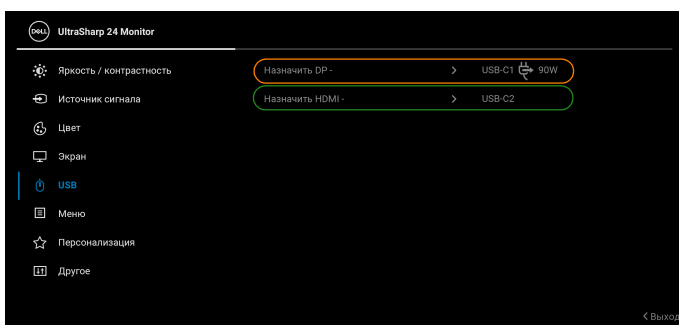 DELL UltraSharp 24 Monitor
Яркость / контрастность
Назначить DP - > USB-C1 90W
Источник сигнала
Назначить HDMI - > USB-C2
Цвет
Экран
USB
Меню
Персонализация
Другое
< Выход